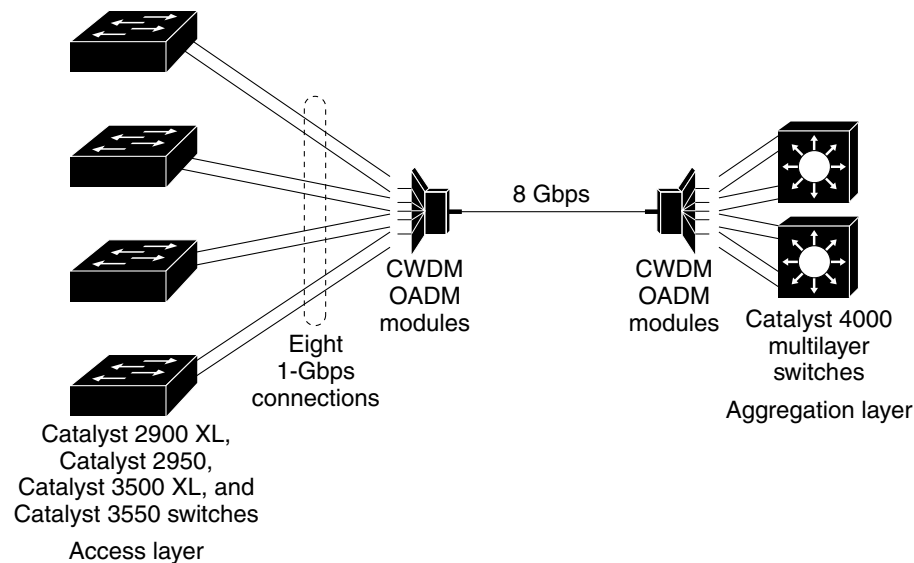 8 Gbps
CWDM
OADM
modules
CWDM
OADM
modules
Eight
1-Gbps
connections
Catalyst 4000
multilayer
switches
Aggregation layer
Catalyst 2900 XL,
Catalyst 2950,
Catalyst 3500 XL, and
Catalyst 3550 switches
Access layer